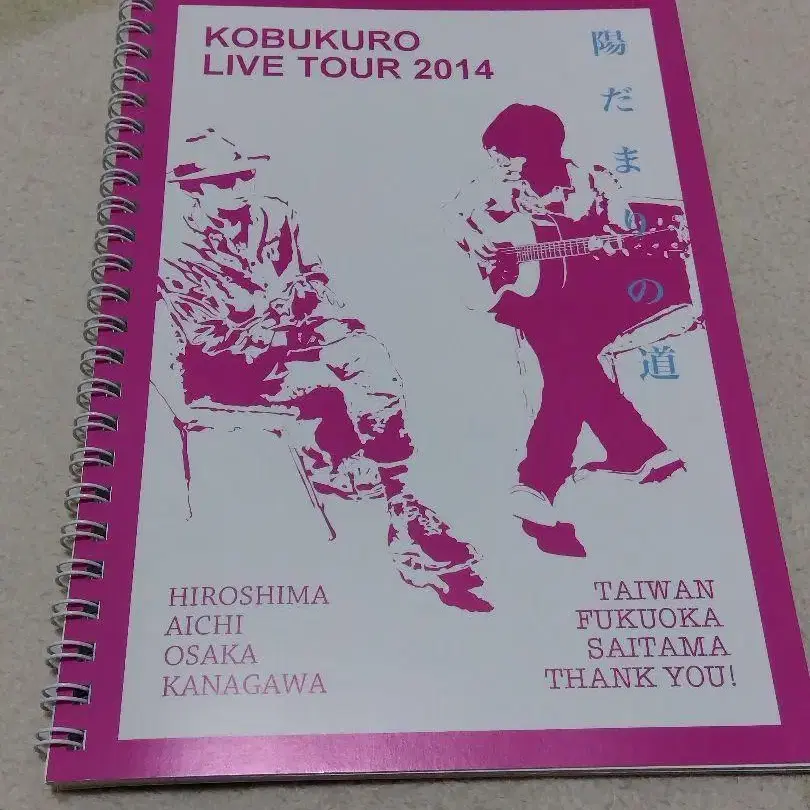 KOBUKURO
LIVE TOUR 2014
陽だまりの道
HIROSHIMA
AICHI
OSAKA
KANAGAWA
TAIWAN
FUKUOKA
SAITAMA
THANK YOU!